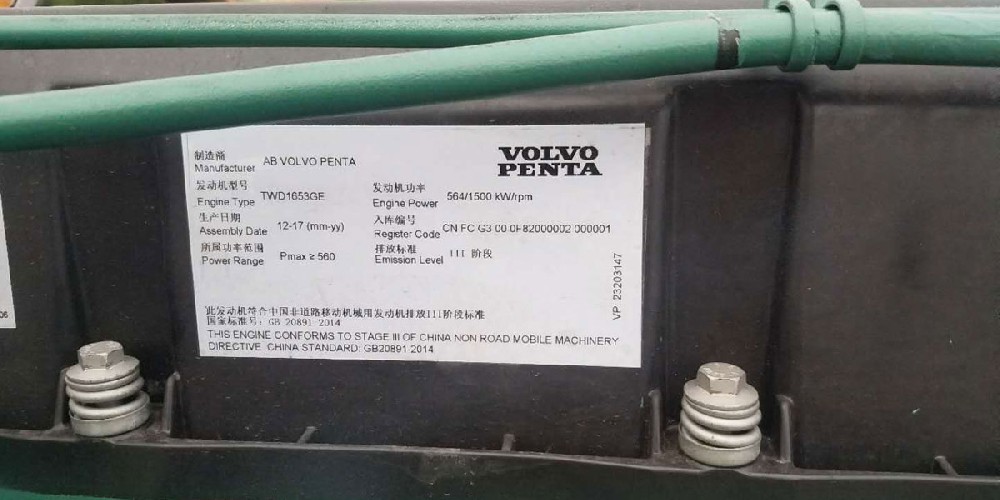 制造商
Manufacturer AB VOLVO PENTA
VOLVO
PENTA
发动机型号
Engine Type TWD1653GE
发动机功率
Engine Power 564/1500 kW/rpm
生产日期
Assembly Date 12-17 (mm-yy)
入库编号
Register Code CN FC G3 00 0F82000002 000001
所属功率范围
Power Range Pmax ≥ 560
排放标准
Emission Level III 阶段
VP 23203147
此发动机符合中国非道路移动机械用发动机排放III阶段标准
国家标准号: GB 20891-2014
THIS ENGINE CONFORMS TO STAGE III OF CHINA NON ROAD MOBILE MACHINERY
DIRECTIVE, CHINA STANDARD: GB20891-2014
06